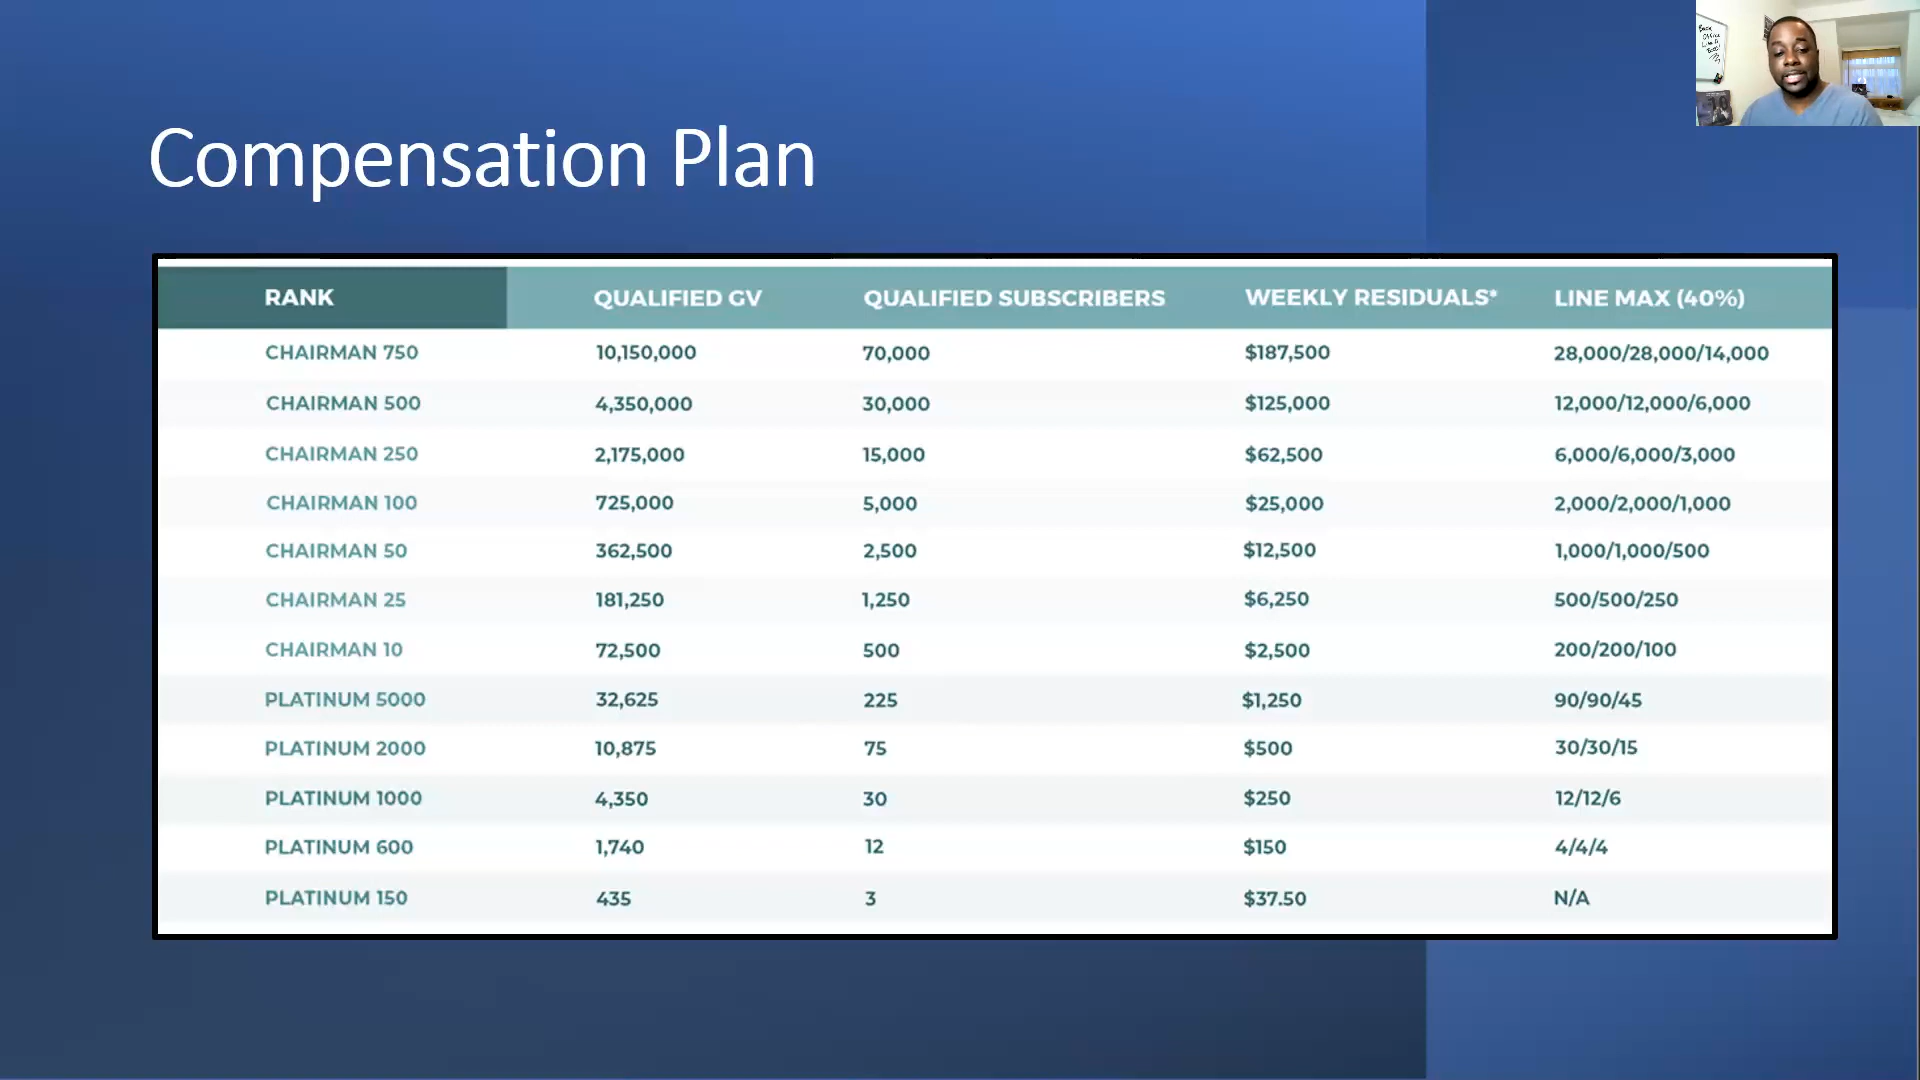 Back
Office
Like A
Boss!
Compensation Plan
RANK QUALIFIED GV QUALIFIED SUBSCRIBERS WEEKLY RESIDUALS* LINE MAX (40%)
CHAIRMAN 750 10,150,000 70,000 $187,500 28,000/28,000/14,000
CHAIRMAN 500 4,350,000 30,000 $125,000 12,000/12,000/6,000
CHAIRMAN 250 2,175,000 15,000 $62,500 6,000/6,000/3,000
CHAIRMAN 100 725,000 5,000 $25,000 2,000/2,000/1,000
CHAIRMAN 50 362,500 2,500 $12,500 1,000/1,000/500
CHAIRMAN 25 181,250 1,250 $6,250 500/500/250
CHAIRMAN 10 72,500 500 $2,500 200/200/100
PLATINUM 5000 32,625 225 $1,250 90/90/45
PLATINUM 2000 10,875 75 $500 30/30/15
PLATINUM 1000 4,350 30 $250 12/12/6
PLATINUM 600 1,740 12 $150 4/4/4
PLATINUM 150 435 3 $37.50 N/A